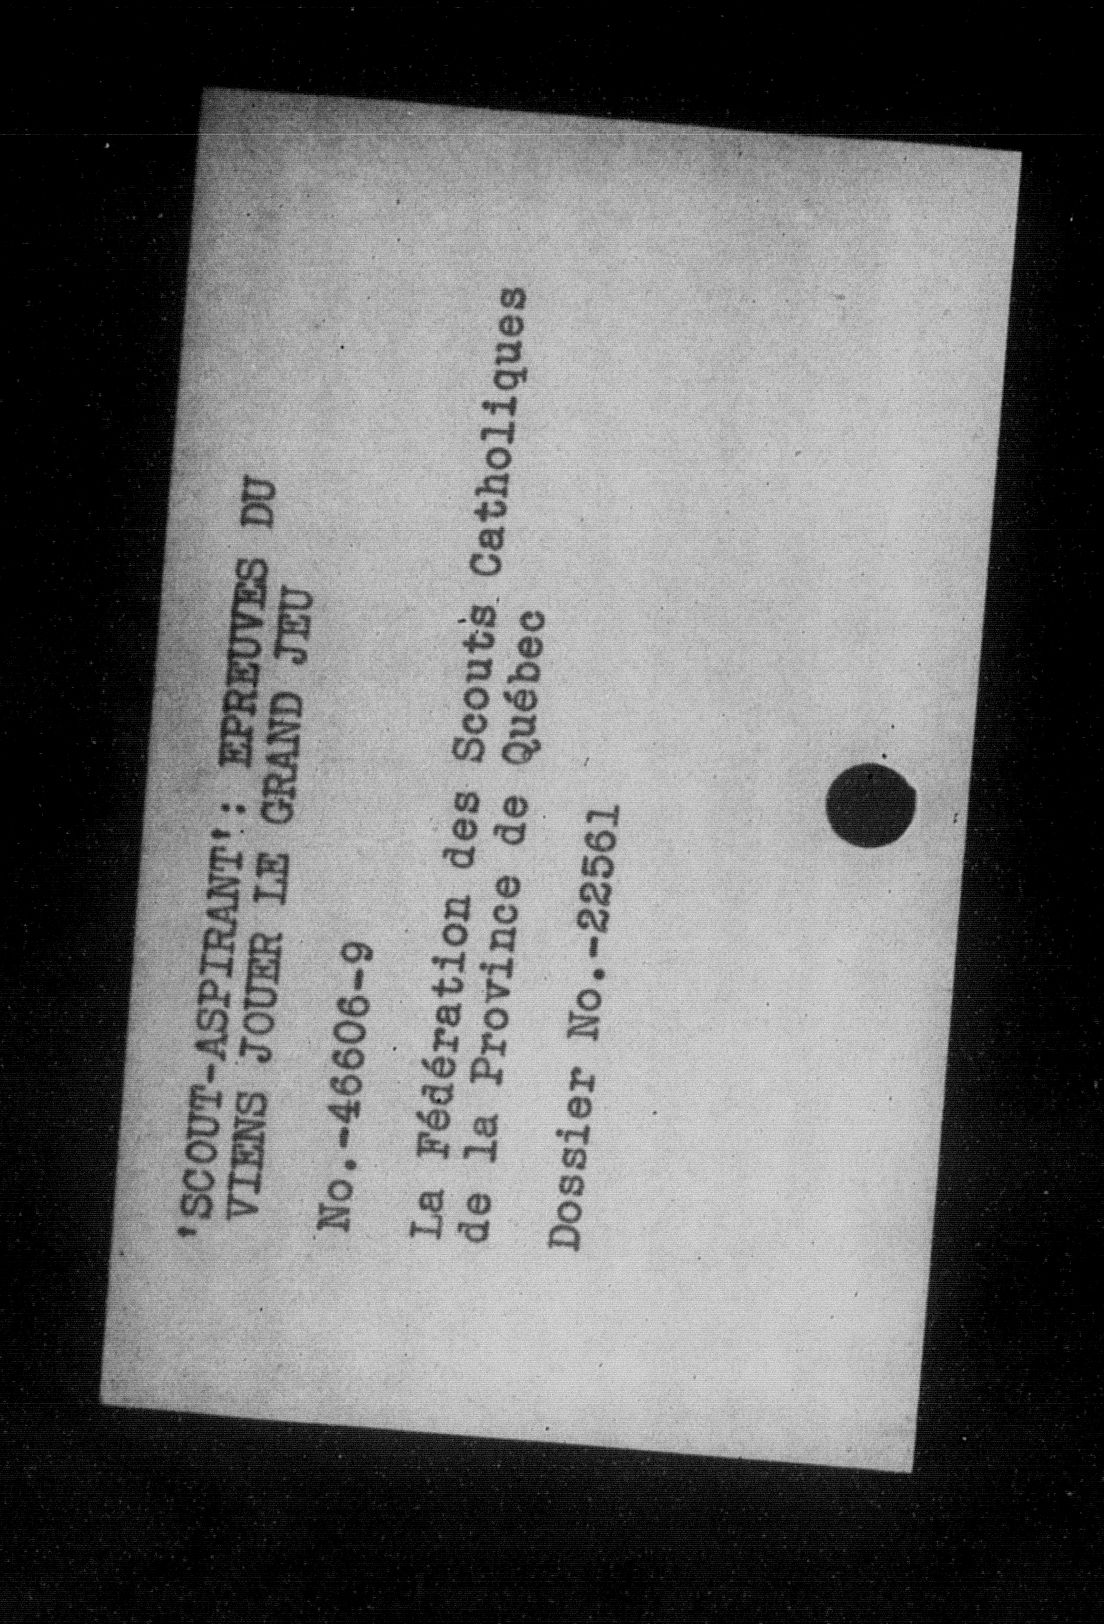 'SCOUT-ASPIRANT': EPREUVES DU
VIENS JOUER LE GRAND JEU
No.-46606-9
La Fédération des Scouts Catholiques
de la Province de Québec
Dossier No.-22561